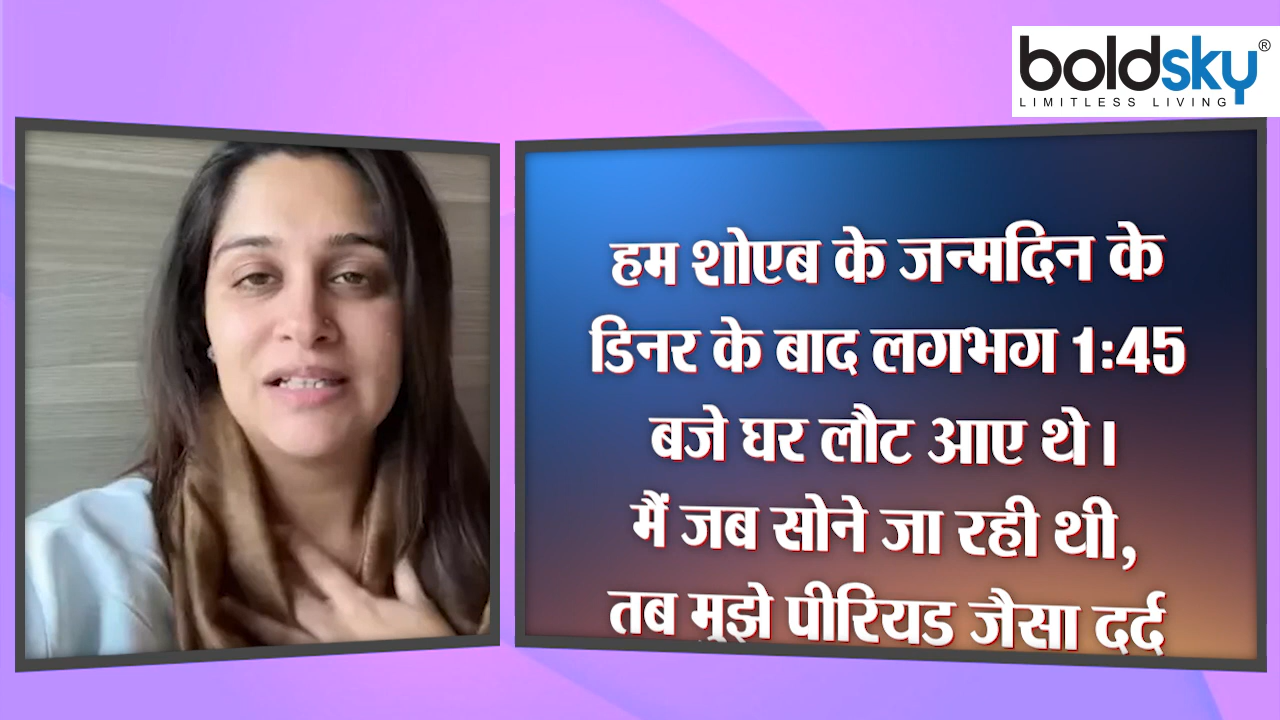 boldsky®
LIMITLESS LIVING
हम शोएब के जन्मदिन के
डिनर के बाद लगभग 1:45
बजे घर लौट आए थे।
मैं जब सोने जा रही थी,
तब मुझे पीरियड जैसा दर्द